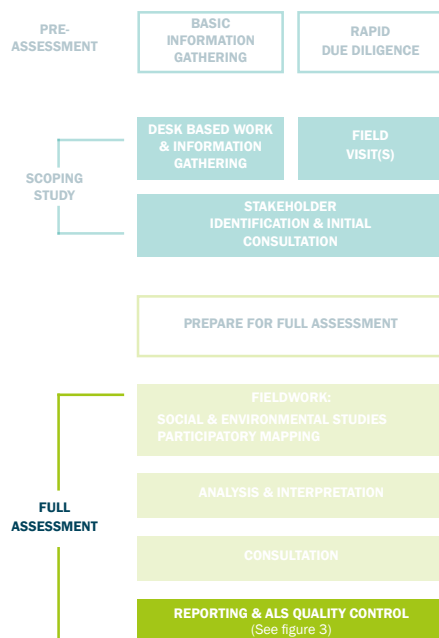 PRE-
ASSESSMENT
BASIC
INFORMATION
GATHERING
RAPID
DUE DILIGENCE
SCOPING
STUDY
DESK BASED WORK
& INFORMATION
GATHERING
FIELD
VISIT(S)
STAKEHOLDER
IDENTIFICATION & INITIAL
CONSULTATION
PREPARE FOR FULL ASSESSMENT
FULL
ASSESSMENT
FIELDWORK:
SOCIAL & ENVIRONMENTAL STUDIES
PARTICIPATORY MAPPING
ANALYSIS & INTERPRETATION
CONSULTATION
REPORTING & ALS QUALITY CONTROL
(See figure 3)